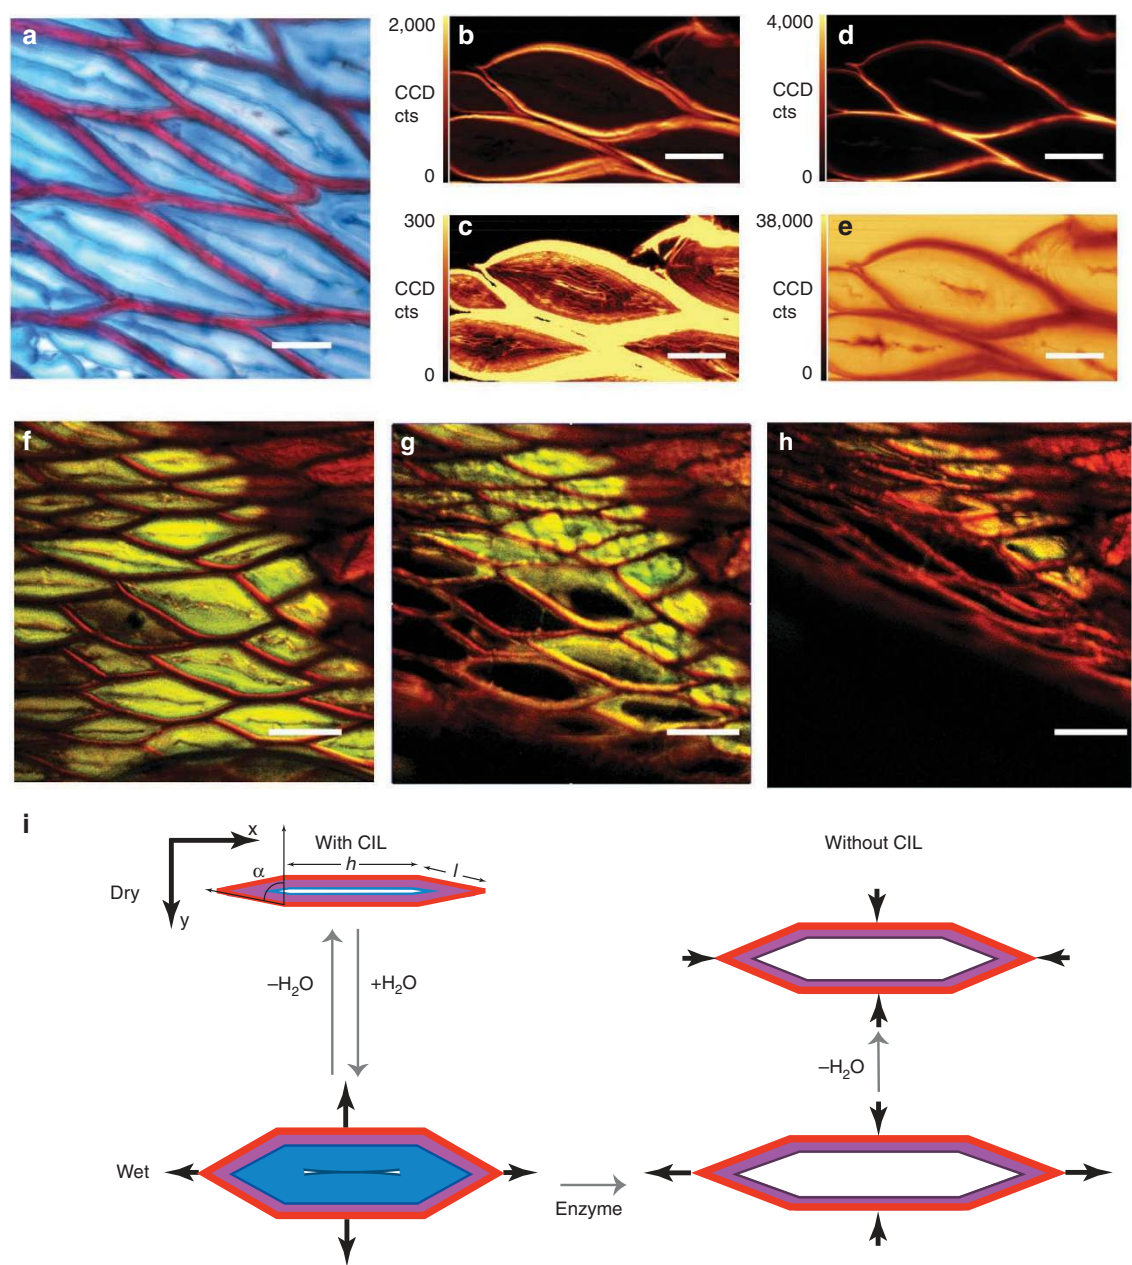 a
2,000
b
CCD
cts
0
4,000
d
CCD
cts
0
300
c
CCD
cts
0
38,000
e
CCD
cts
0
f
g
h
i
x
With CIL
Without CIL
α
h
l
Dry
y
–H₂O
+H₂O
–H₂O
Wet
Enzyme